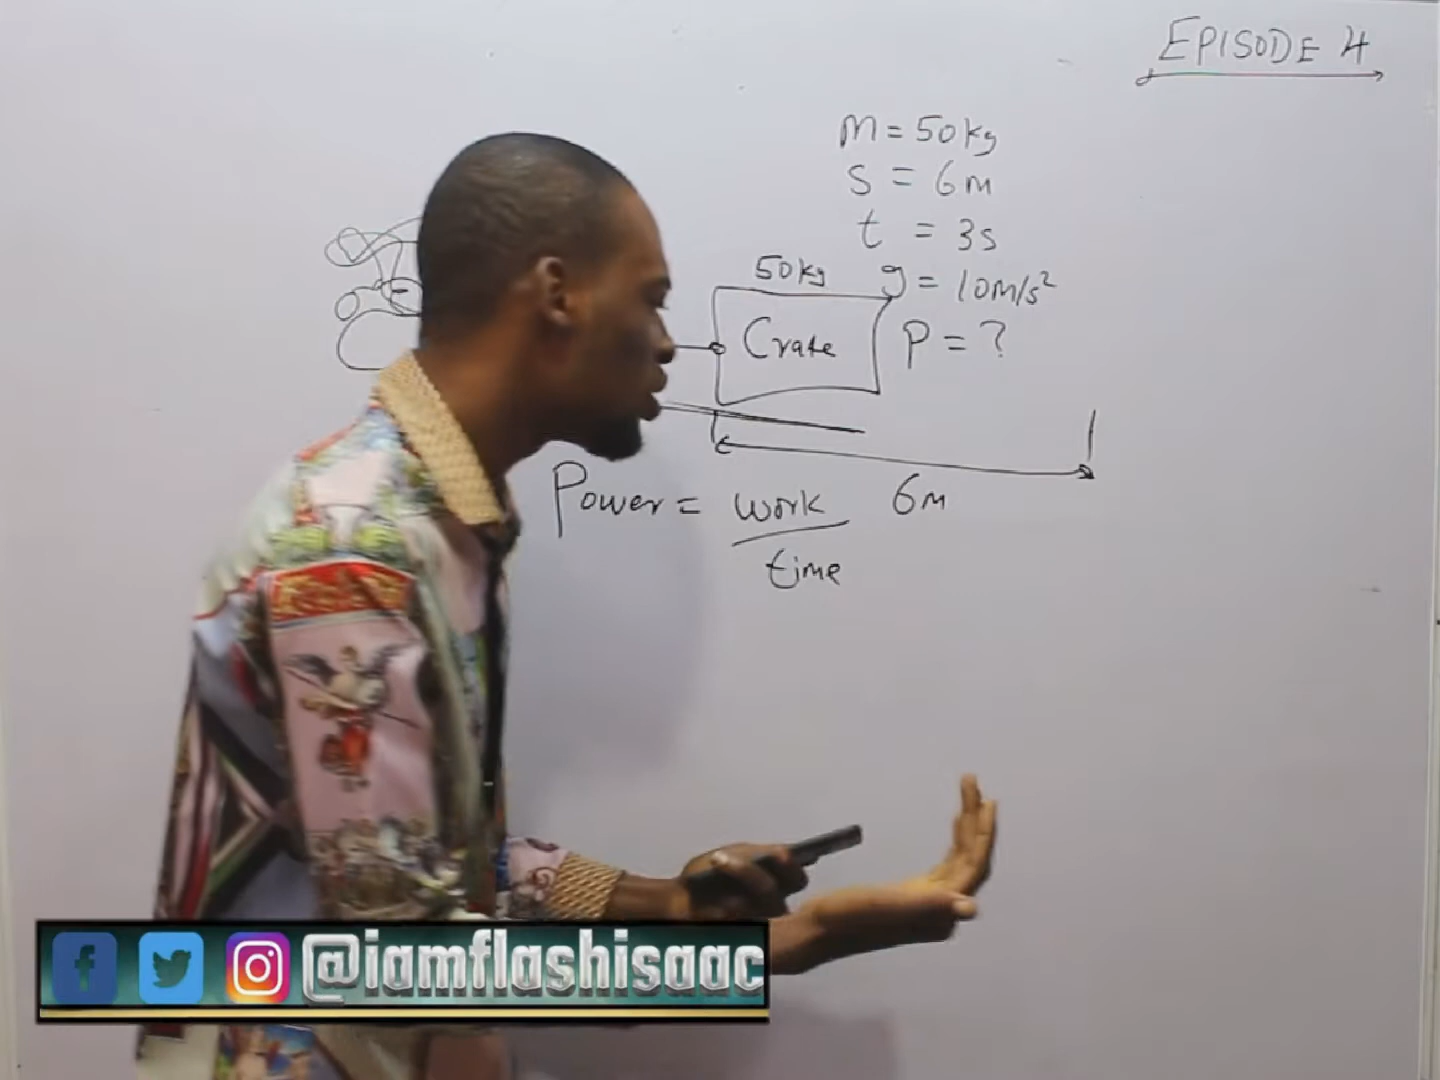 EPISODE 4
M = 50kg
S = 6m
t = 3s
g = 10m/s²
P = ?
50kg
Crate
6m
Power = work
time
@iamflashisaac